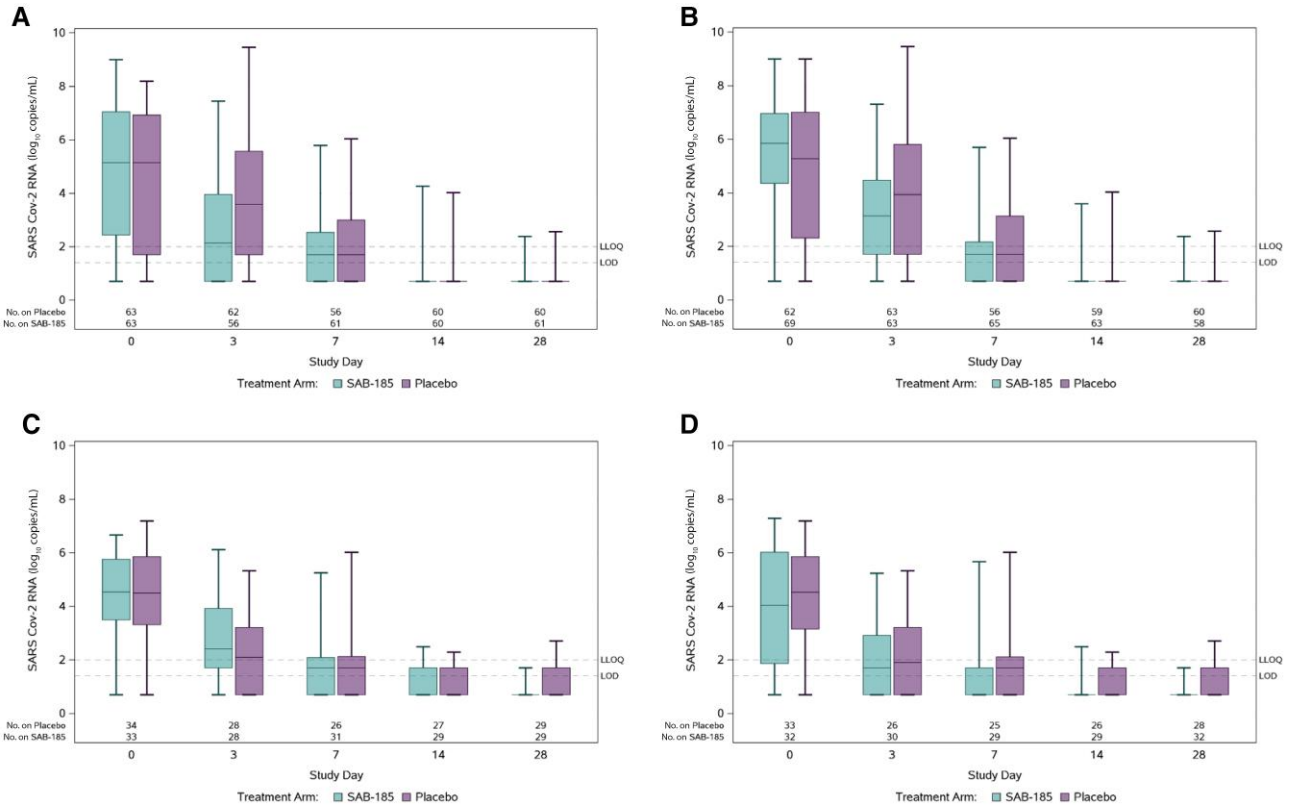 A
SARS Cov-2 RNA (log10 copies/mL)
10
8
6
4
2
0
LLOQ
LOD
No. on Placebo 63 62 56 60 60
No. on SAB-185 63 56 61 60 61
0 3 7 14 28
Study Day
Treatment Arm: SAB-185 Placebo
B
SARS Cov-2 RNA (log10 copies/mL)
10
8
6
4
2
0
LLOQ
LOD
No. on Placebo 62 63 56 59 60
No. on SAB-185 69 63 65 63 58
0 3 7 14 28
Study Day
Treatment Arm: SAB-185 Placebo
C
SARS Cov-2 RNA (log10 copies/mL)
10
8
6
4
2
0
LLOQ
LOD
No. on Placebo 34 28 26 27 29
No. on SAB-185 33 28 31 29 29
0 3 7 14 28
Study Day
Treatment Arm: SAB-185 Placebo
D
SARS Cov-2 RNA (log10 copies/mL)
10
8
6
4
2
0
LLOQ
LOD
No. on Placebo 33 26 25 26 28
No. on SAB-185 32 30 29 29 32
0 3 7 14 28
Study Day
Treatment Arm: SAB-185 Placebo